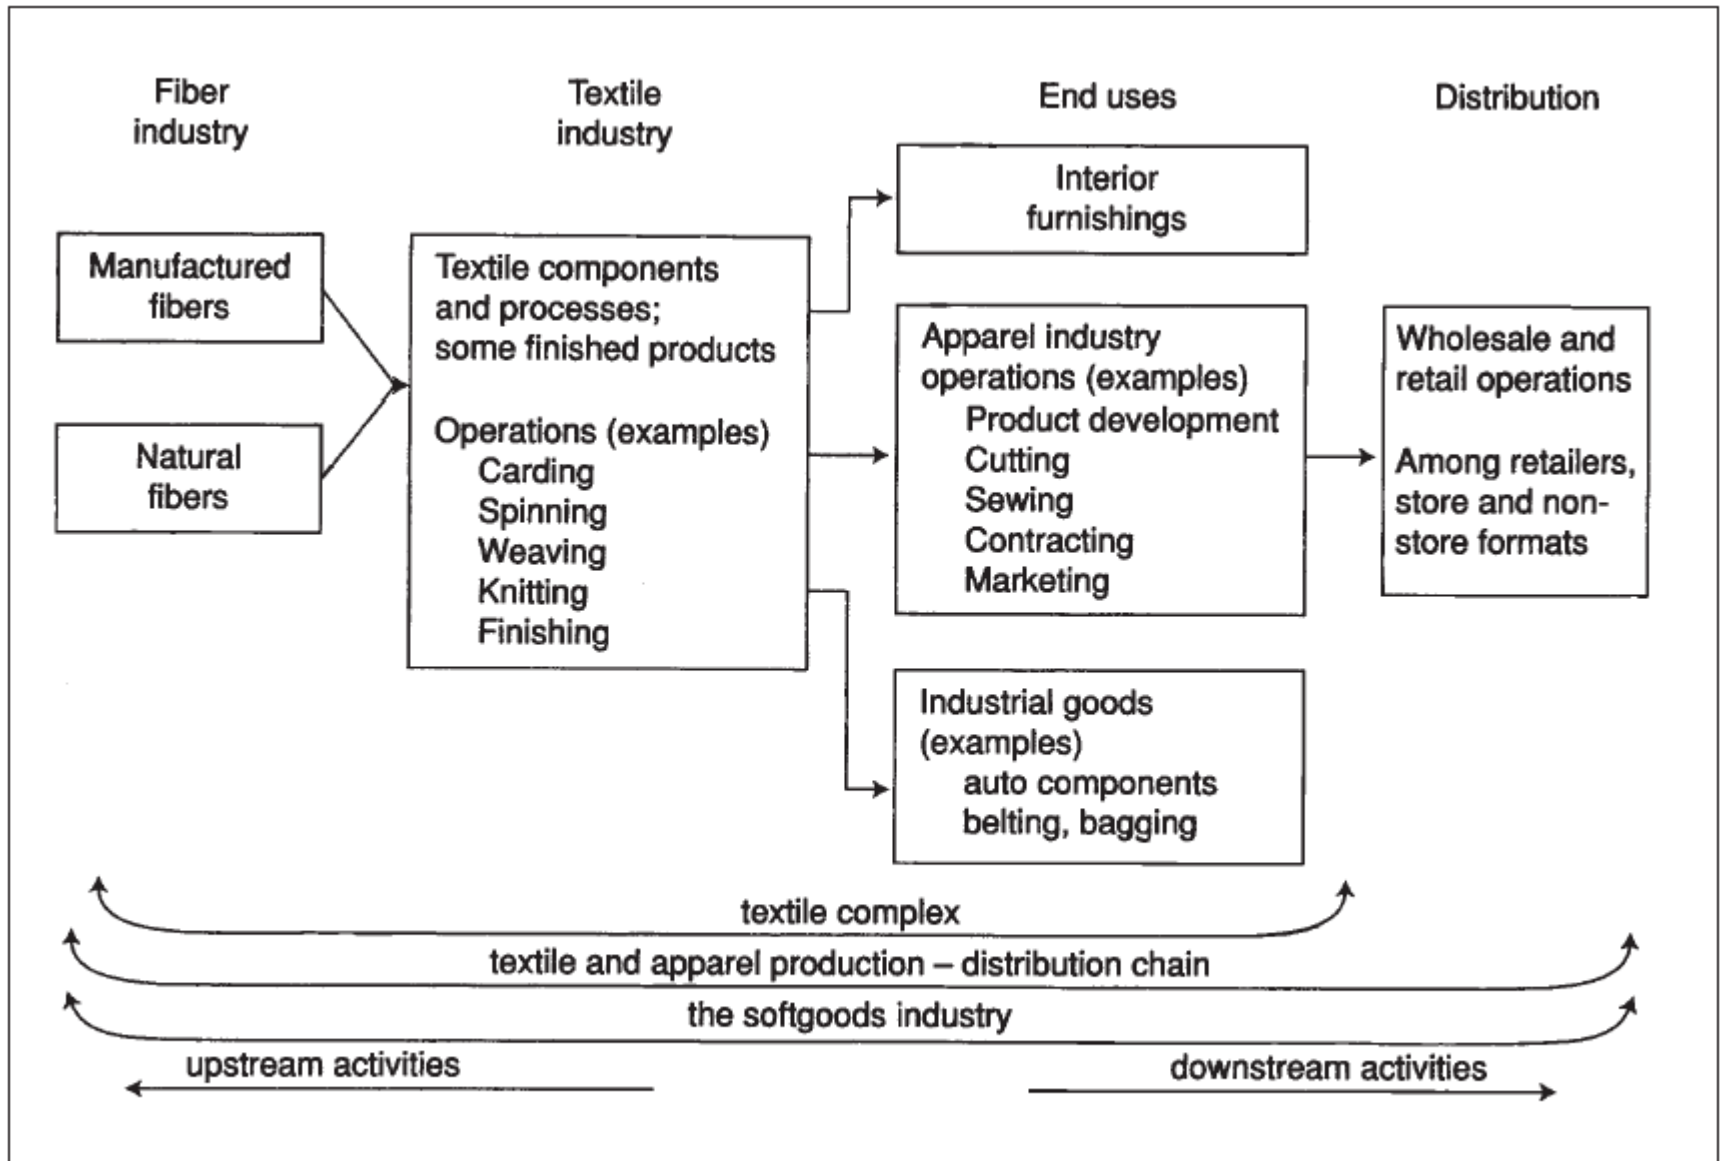 Fiber
industry
Textile
industry
End uses
Distribution
Manufactured
fibers
Natural
fibers
Textile components
and processes;
some finished products
Operations (examples)
Carding
Spinning
Weaving
Knitting
Finishing
Interior
furnishings
Apparel industry
operations (examples)
Product development
Cutting
Sewing
Contracting
Marketing
Industrial goods
(examples)
auto components
belting, bagging
Wholesale and
retail operations
Among retailers,
store and non-
store formats
textile complex
textile and apparel production – distribution chain
the softgoods industry
upstream activities
downstream activities